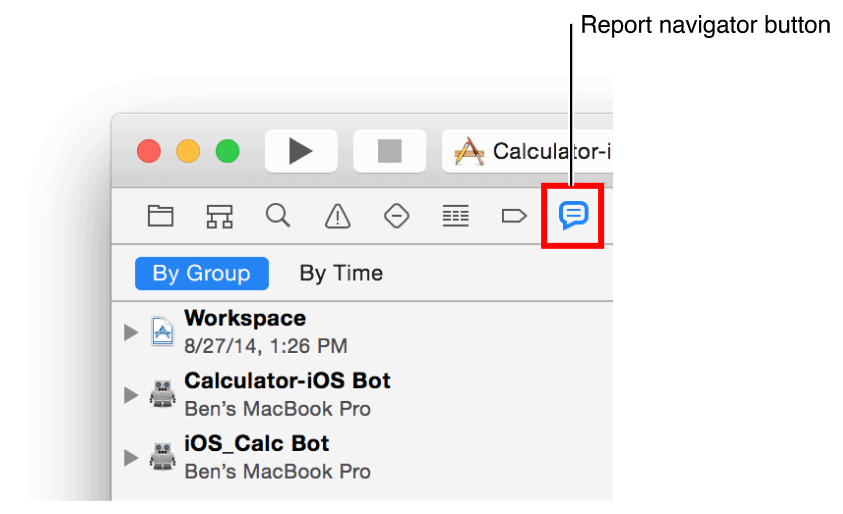 Report navigator button
Calculator-i
By Group By Time
Workspace
8/27/14, 1:26 PM
Calculator-iOS Bot
Ben's MacBook Pro
iOS_Calc Bot
Ben's MacBook Pro